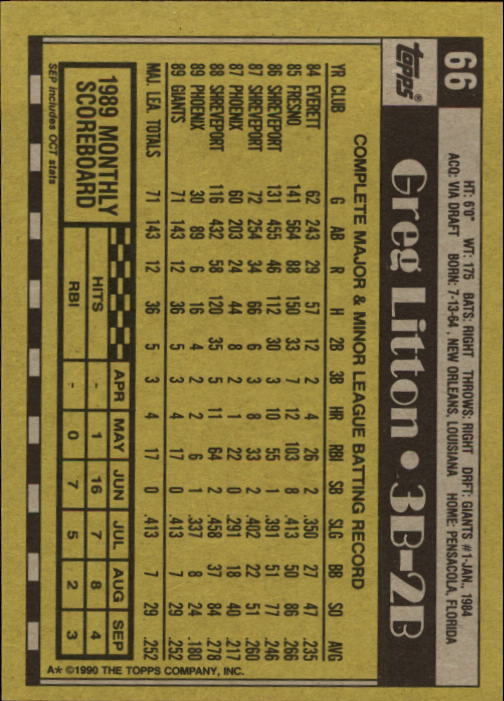 66
topps®
HT: 6'0" WT: 175 BATS: RIGHT THROWS: RIGHT DRFT: GIANTS #1-JAN., 1984
ACQ: VIA DRAFT BORN: 7-13-64, NEW ORLEANS, LOUISIANA HOME: PENSACOLA, FLORIDA
Greg Litton • 3B-2B
COMPLETE MAJOR & MINOR LEAGUE BATTING RECORD
YR CLUB G AB R H 2B 3B HR RBI SB SLG BB SO AVG
84 EVERETT 62 243 29 57 12 2 4 26 2 .350 27 47 .235
85 FRESNO 141 564 88 150 33 7 12 103 8 .413 50 86 .266
86 SHREVEPORT 131 455 46 112 30 3 10 55 1 .391 51 77 .246
87 SHREVEPORT 72 254 34 66 6 3 8 33 2 .402 22 51 .260
87 PHOENIX 60 203 24 44 8 2 1 22 0 .291 18 40 .217
88 SHREVEPORT 116 432 58 120 35 5 11 64 2 .458 37 84 .278
89 PHOENIX 30 89 6 16 4 2 2 6 1 .337 8 24 .180
89 GIANTS 71 143 12 36 5 3 4 17 0 .413 7 29 .252
MAJ. LEA. TOTALS 71 143 12 36 5 3 4 17 0 .413 7 29 .252
1989 MONTHLY
SCOREBOARD
APR MAY JUN JUL AUG SEP
HITS - 1 16 7 8 4
RBI - 0 7 5 2 3
SEP includes OCT stats
A* ©1990 THE TOPPS COMPANY, INC.